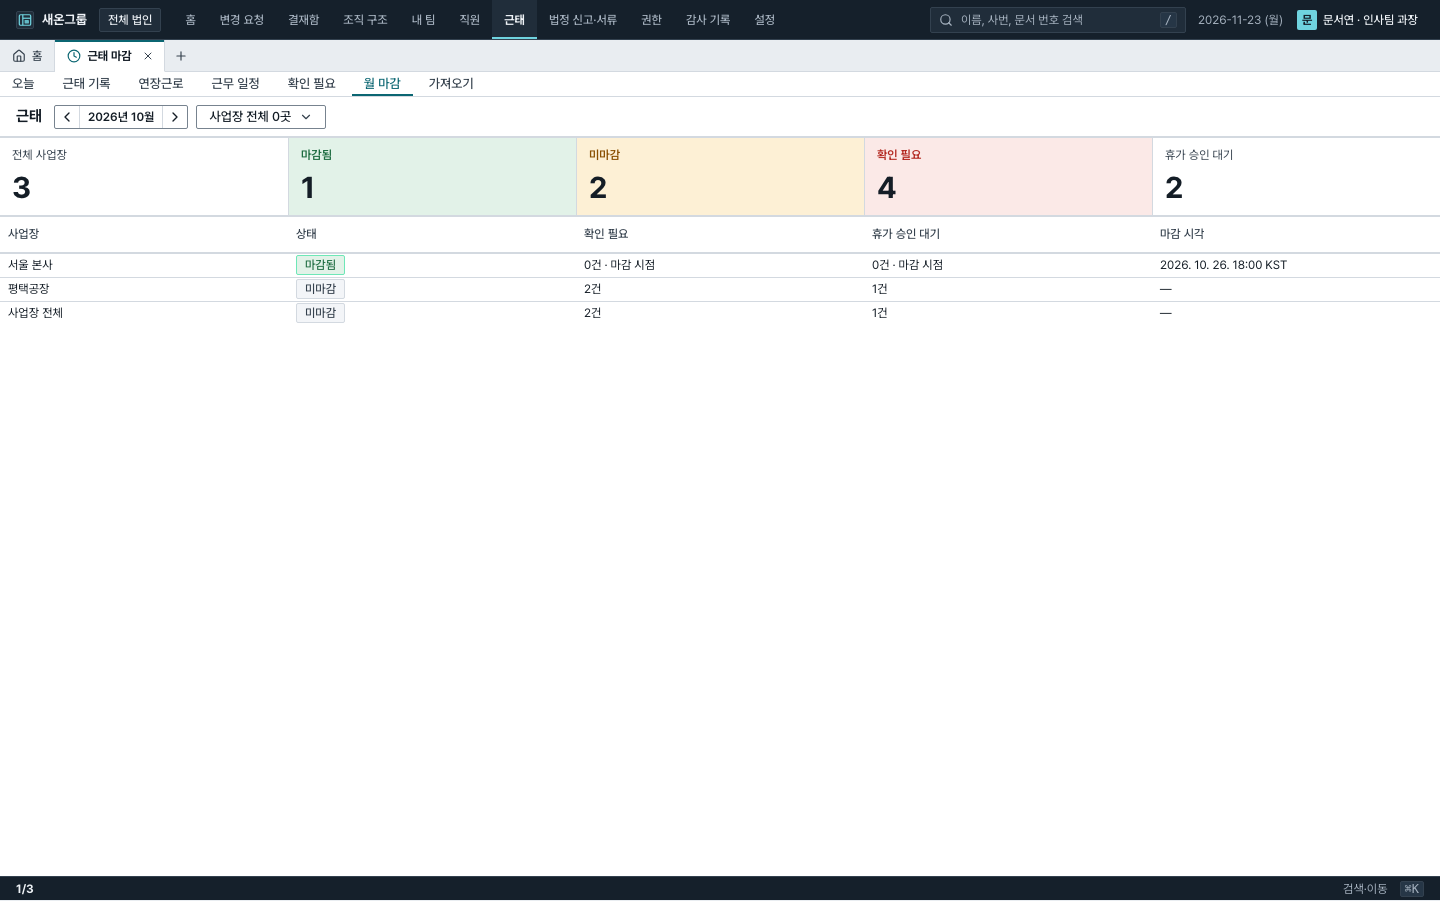 새온그룹 전체 법인 홈 변경 요청 결재함 조직 구조 내 팀 직원 근태 법정 신고·서류 권한 감사 기록 설정 이름, 사번, 문서 번호 검색 / 2026-11-23 (월) 문 문서연 · 인사팀 과장
홈 근태 마감
오늘 근태 기록 연장근로 근무 일정 확인 필요 월 마감 가져오기
근태 2026년 10월 사업장 전체 0곳
전체 사업장 마감됨 미마감 확인 필요 휴가 승인 대기
3 1 2 4 2
사업장 상태 확인 필요 휴가 승인 대기 마감 시각
서울 본사 마감됨 0건 · 마감 시점 0건 · 마감 시점 2026. 10. 26. 18:00 KST
평택공장 미마감 2건 1건 —
사업장 전체 미마감 2건 1건 —
1/3 검색·이동 ⌘K